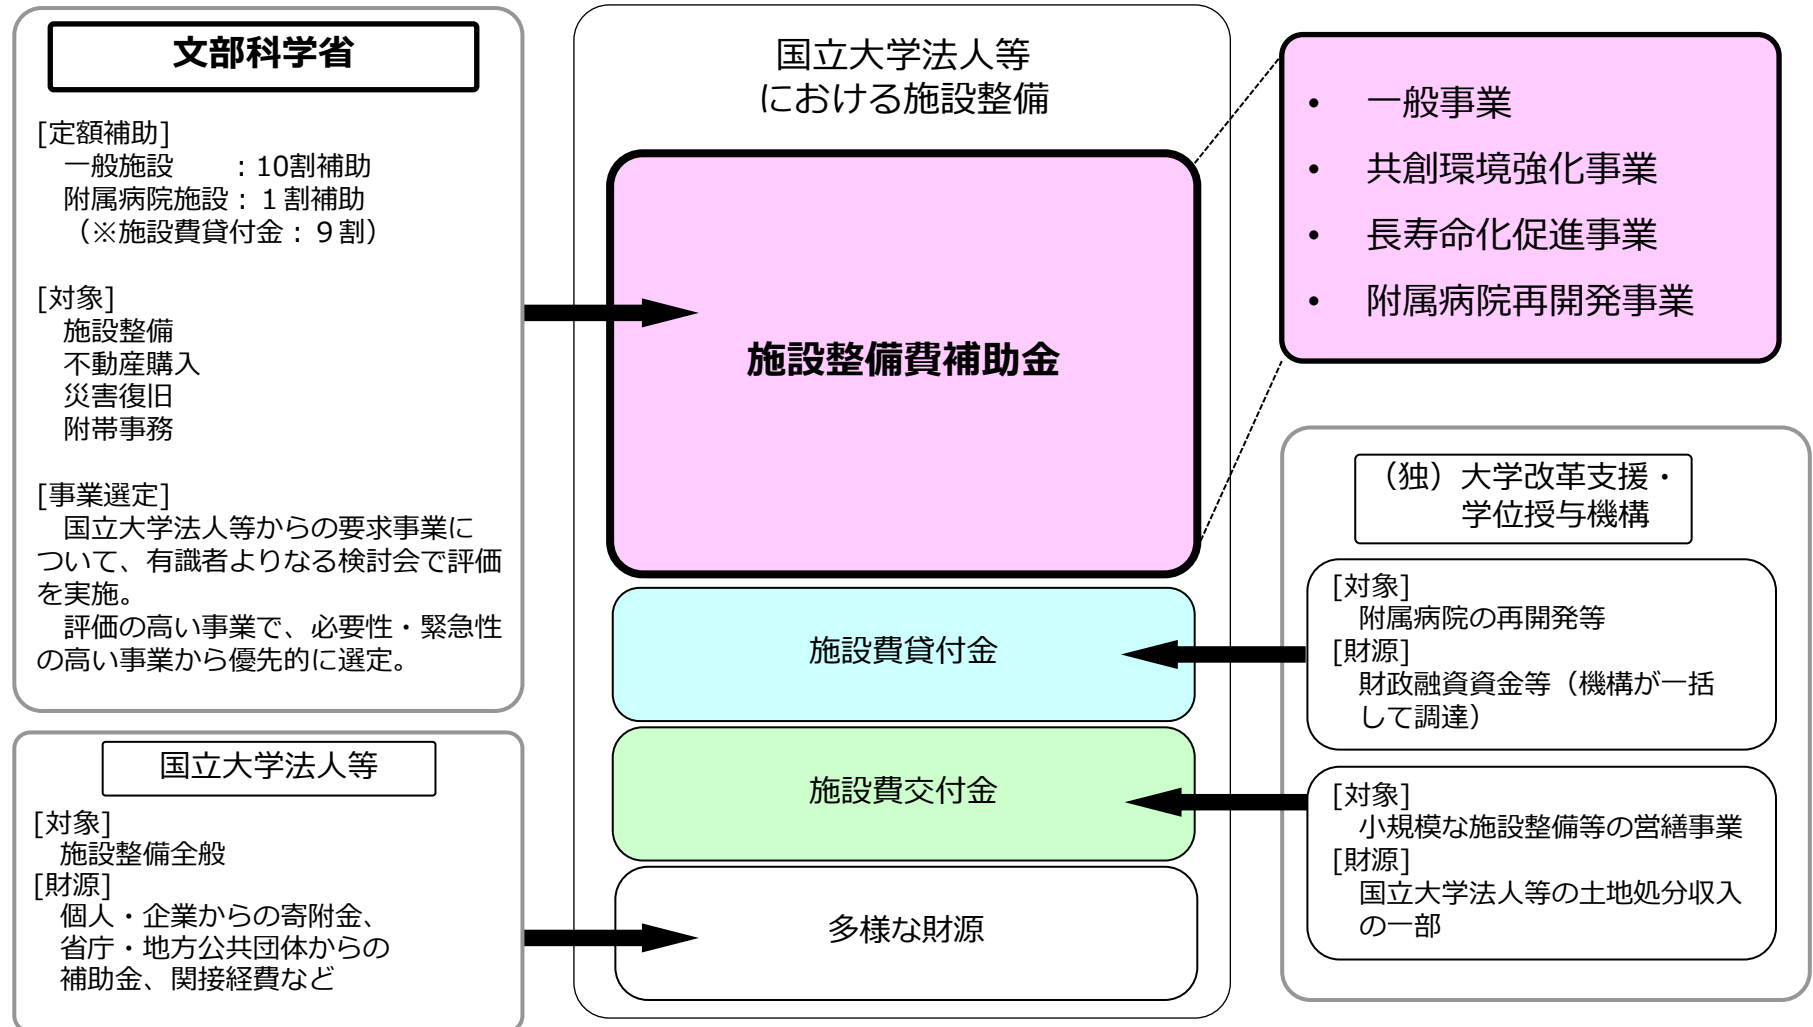 文部科学省
[定額補助]
一般施設　　：10割補助
附属病院施設：１割補助
（※施設費貸付金：９割）
[対象]
施設整備
不動産購入
災害復旧
附帯事務
[事業選定]
国立大学法人等からの要求事業に
ついて、有識者よりなる検討会で評価
を実施。
評価の高い事業で、必要性・緊急性
の高い事業から優先的に選定。
国立大学法人等
[対象]
施設整備全般
[財源]
個人・企業からの寄附金、
省庁・地方公共団体からの
補助金、関接経費など
国立大学法人等
における施設整備
施設整備費補助金
施設費貸付金
施設費交付金
多様な財源
• 一般事業
• 共創環境強化事業
• 長寿命化促進事業
• 附属病院再開発事業
（独）大学改革支援・
学位授与機構
[対象]
附属病院の再開発等
[財源]
財政融資資金等（機構が一括
して調達）
[対象]
小規模な施設整備等の営繕事業
[財源]
国立大学法人等の土地処分収入
の一部